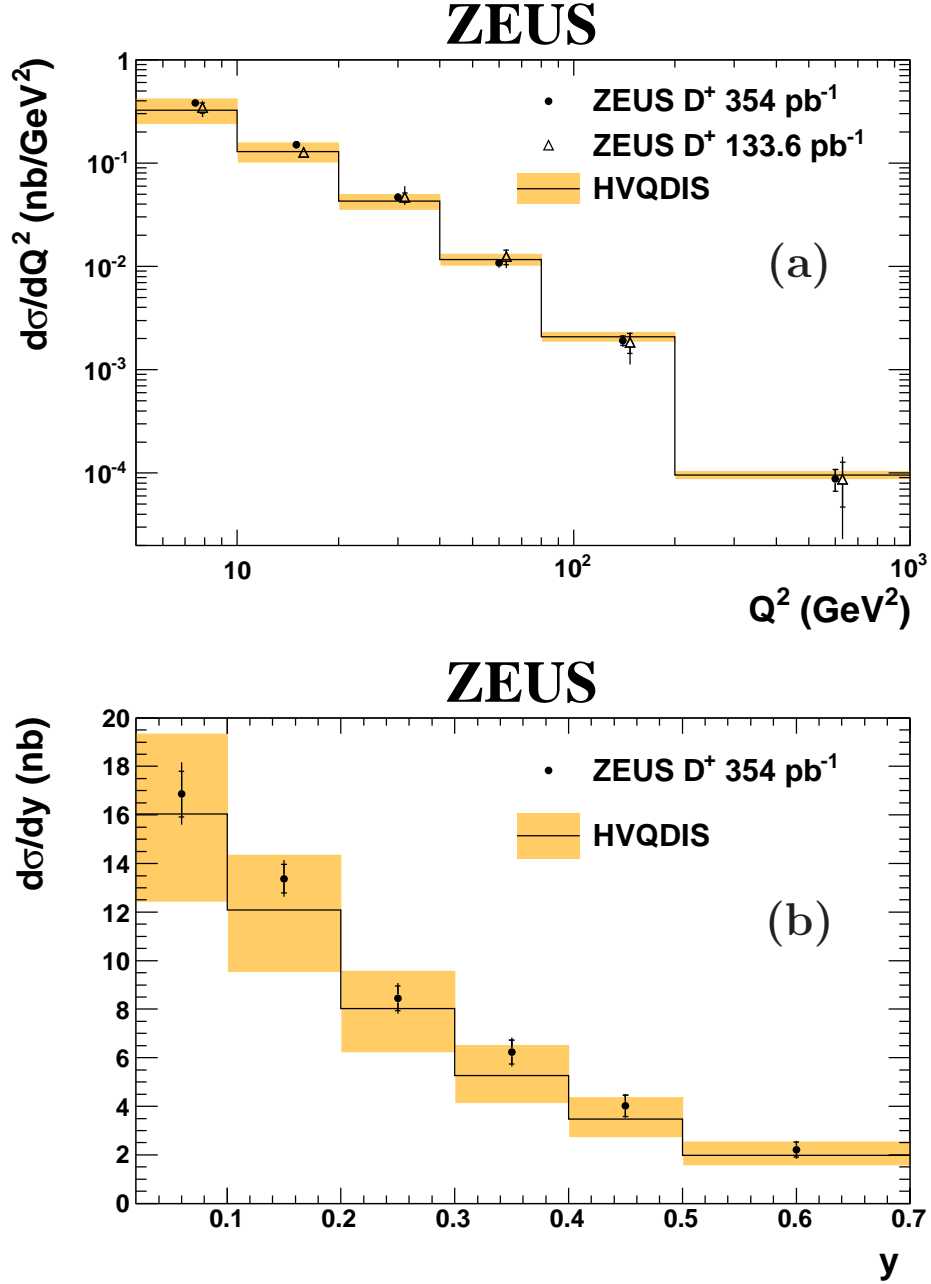 ZEUS
dσ/dQ² (nb/GeV²)
1
10⁻¹
10⁻²
10⁻³
10⁻⁴
ZEUS D⁺ 354 pb⁻¹
ZEUS D⁺ 133.6 pb⁻¹
HVQDIS
(a)
10 10² 10³
Q² (GeV²)
ZEUS
dσ/dy (nb)
20
18
16
14
12
10
8
6
4
2
0
ZEUS D⁺ 354 pb⁻¹
HVQDIS
(b)
0.1 0.2 0.3 0.4 0.5 0.6 0.7
y